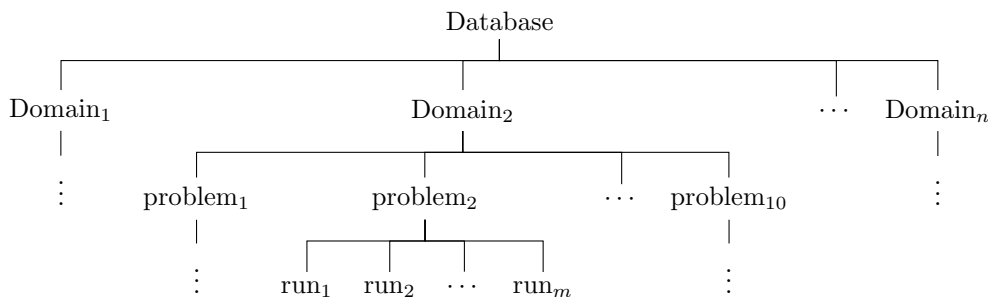 Database
Domain₁ Domain₂ ⋯ Domainₙ
⋮ problem₁ problem₂ ⋯ problem₁₀ ⋮
⋮ run₁ run₂ ⋯ runₘ ⋮